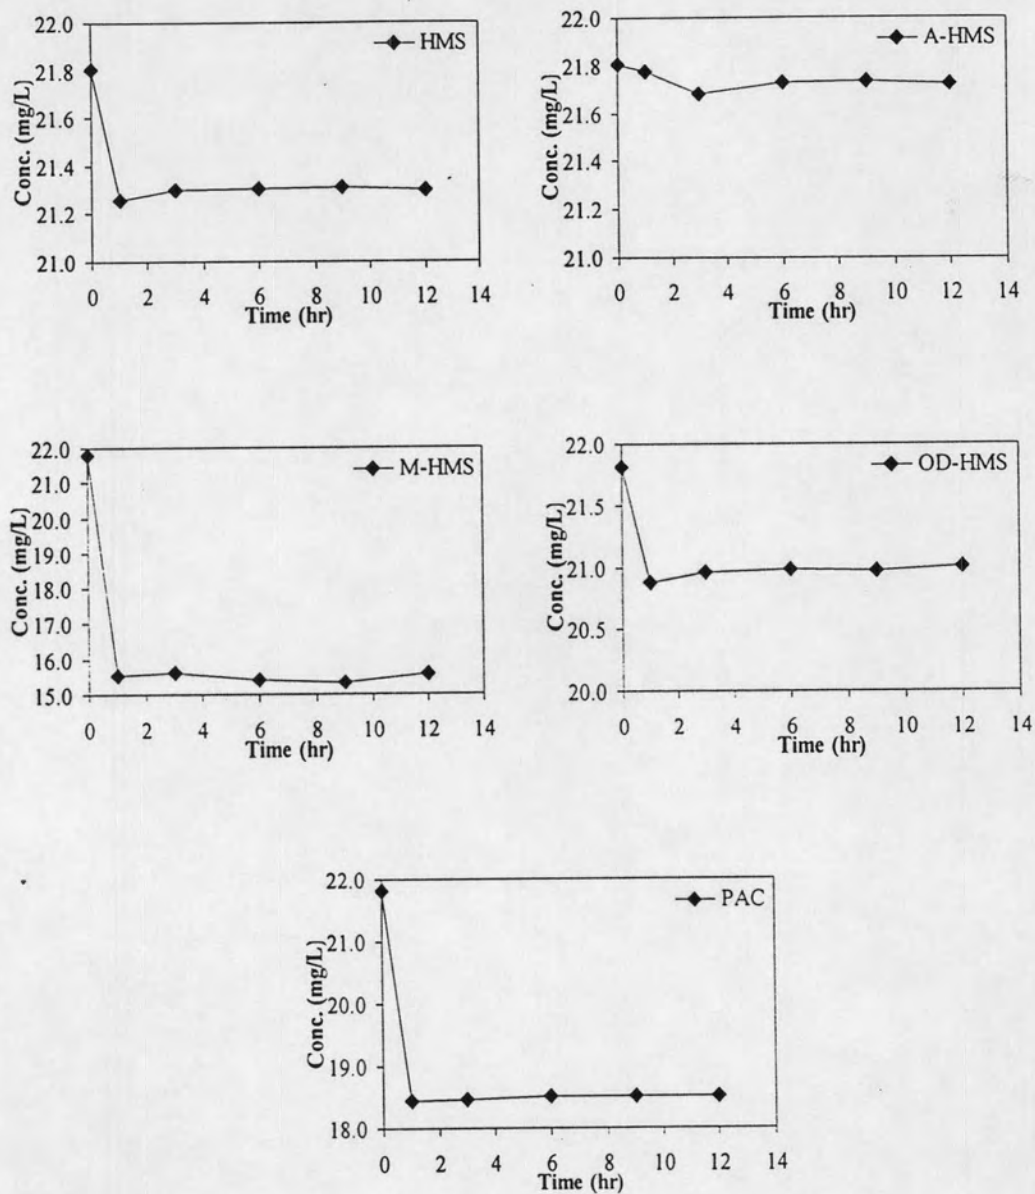 HMS
Conc. (mg/L)
22.0
21.8
21.6
21.4
21.2
21.0
0 2 4 6 8 10 12 14
Time (hr)
A-HMS
Conc. (mg/L)
22.0
21.8
21.6
21.4
21.2
21.0
0 2 4 6 8 10 12 14
Time (hr)
M-HMS
Conc. (mg/L)
22.0
21.0
20.0
19.0
18.0
17.0
16.0
15.0
0 2 4 6 8 10 12 14
Time (hr)
OD-HMS
Conc. (mg/L)
22.0
21.5
21.0
20.5
20.0
0 2 4 6 8 10 12 14
Time (hr)
PAC
Conc. (mg/L)
22.0
21.0
20.0
19.0
18.0
0 2 4 6 8 10 12 14
Time (hr)